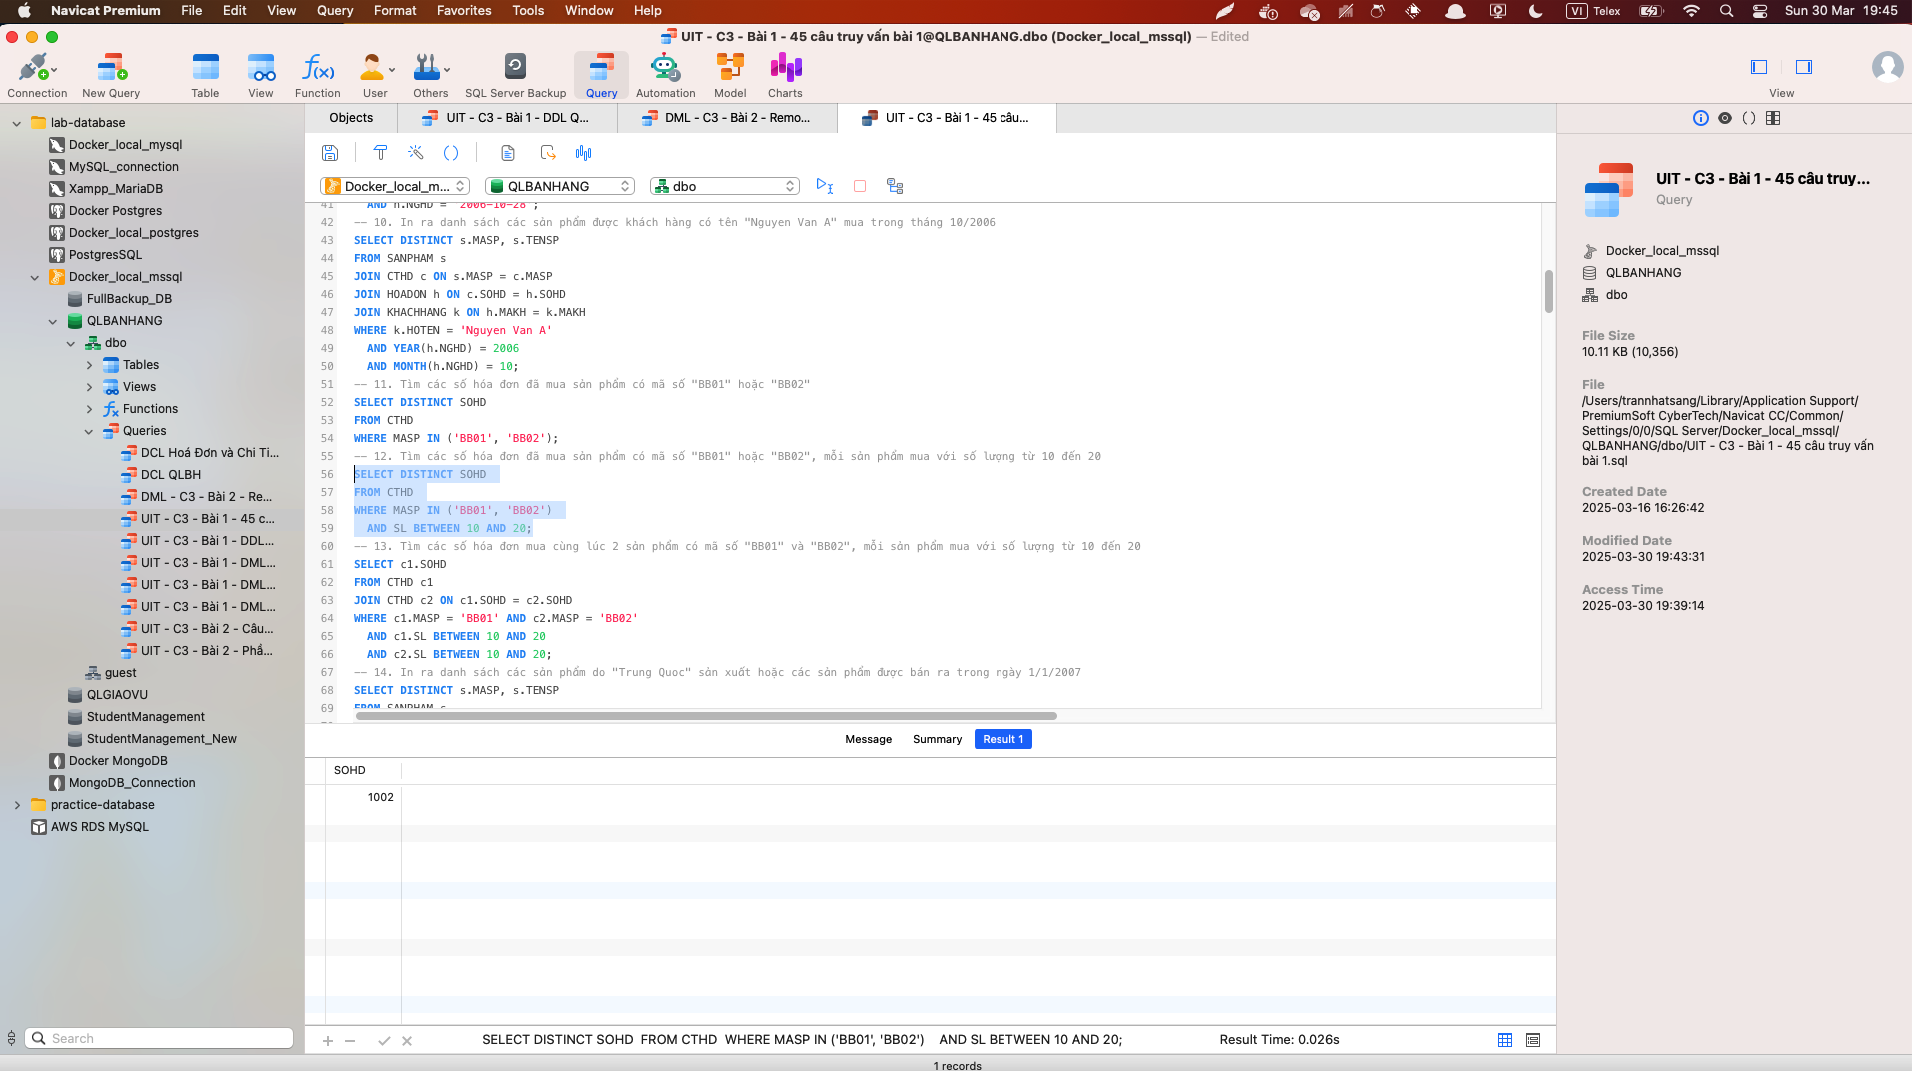 Navicat Premium File Edit View Query Format Favorites Tools Window Help VI Telex Sun 30 Mar 19:45
UIT - C3 - Bài 1 - 45 câu truy vấn bài 1@QLBANHANG.dbo (Docker_local_mssql) — Edited
Connection New Query Table View Function User Others SQL Server Backup Query Automation Model Charts View
Objects UIT - C3 - Bài 1 - DDL Q... DML - C3 - Bài 2 - Remo... UIT - C3 - Bài 1 - 45 câu...
Docker_local_m... QLBANHANG dbo
lab-database
Docker_local_mysql
MySQL_connection
Xampp_MariaDB
Docker Postgres
Docker_local_postgres
PostgresSQL
Docker_local_mssql
FullBackup_DB
QLBANHANG
dbo
Tables
Views
Functions
Queries
DCL Hoá Đơn và Chi Ti...
DCL QLBH
DML - C3 - Bài 2 - Re...
UIT - C3 - Bài 1 - 45 c...
UIT - C3 - Bài 1 - DDL...
UIT - C3 - Bài 1 - DML...
UIT - C3 - Bài 1 - DML...
UIT - C3 - Bài 1 - DML...
UIT - C3 - Bài 2 - Câu...
UIT - C3 - Bài 2 - Phầ...
guest
QLGIAOVU
StudentManagement
StudentManagement_New
Docker MongoDB
MongoDB_Connection
practice-database
AWS RDS MySQL
Search
41 AND h.NGHD = '2006-10-28';
42 -- 10. In ra danh sách các sản phẩm được khách hàng có tên "Nguyen Van A" mua trong tháng 10/2006
43 SELECT DISTINCT s.MASP, s.TENSP
44 FROM SANPHAM s
45 JOIN CTHD c ON s.MASP = c.MASP
46 JOIN HOADON h ON c.SOHD = h.SOHD
47 JOIN KHACHHANG k ON h.MAKH = k.MAKH
48 WHERE k.HOTEN = 'Nguyen Van A'
49 AND YEAR(h.NGHD) = 2006
50 AND MONTH(h.NGHD) = 10;
51 -- 11. Tìm các số hóa đơn đã mua sản phẩm có mã số "BB01" hoặc "BB02"
52 SELECT DISTINCT SOHD
53 FROM CTHD
54 WHERE MASP IN ('BB01', 'BB02');
55 -- 12. Tìm các số hóa đơn đã mua sản phẩm có mã số "BB01" hoặc "BB02", mỗi sản phẩm mua với số lượng từ 10 đến 20
56 SELECT DISTINCT SOHD
57 FROM CTHD
58 WHERE MASP IN ('BB01', 'BB02')
59 AND SL BETWEEN 10 AND 20;
60 -- 13. Tìm các số hóa đơn mua cùng lúc 2 sản phẩm có mã số "BB01" và "BB02", mỗi sản phẩm mua với số lượng từ 10 đến 20
61 SELECT c1.SOHD
62 FROM CTHD c1
63 JOIN CTHD c2 ON c1.SOHD = c2.SOHD
64 WHERE c1.MASP = 'BB01' AND c2.MASP = 'BB02'
65 AND c1.SL BETWEEN 10 AND 20
66 AND c2.SL BETWEEN 10 AND 20;
67 -- 14. In ra danh sách các sản phẩm do "Trung Quoc" sản xuất hoặc các sản phẩm được bán ra trong ngày 1/1/2007
68 SELECT DISTINCT s.MASP, s.TENSP
69 FROM SANPHAM s
Message Summary Result 1
SOHD
1002
SELECT DISTINCT SOHD FROM CTHD WHERE MASP IN ('BB01', 'BB02') AND SL BETWEEN 10 AND 20; Result Time: 0.026s
1 records
UIT - C3 - Bài 1 - 45 câu truy...
Query
Docker_local_mssql
QLBANHANG
dbo
File Size
10.11 KB (10,356)
File
/Users/trannhatsang/Library/Application Support/
PremiumSoft CyberTech/Navicat CC/Common/
Settings/0/0/SQL Server/Docker_local_mssql/
QLBANHANG/dbo/UIT - C3 - Bài 1 - 45 câu truy vấn
bài 1.sql
Created Date
2025-03-16 16:26:42
Modified Date
2025-03-30 19:43:31
Access Time
2025-03-30 19:39:14